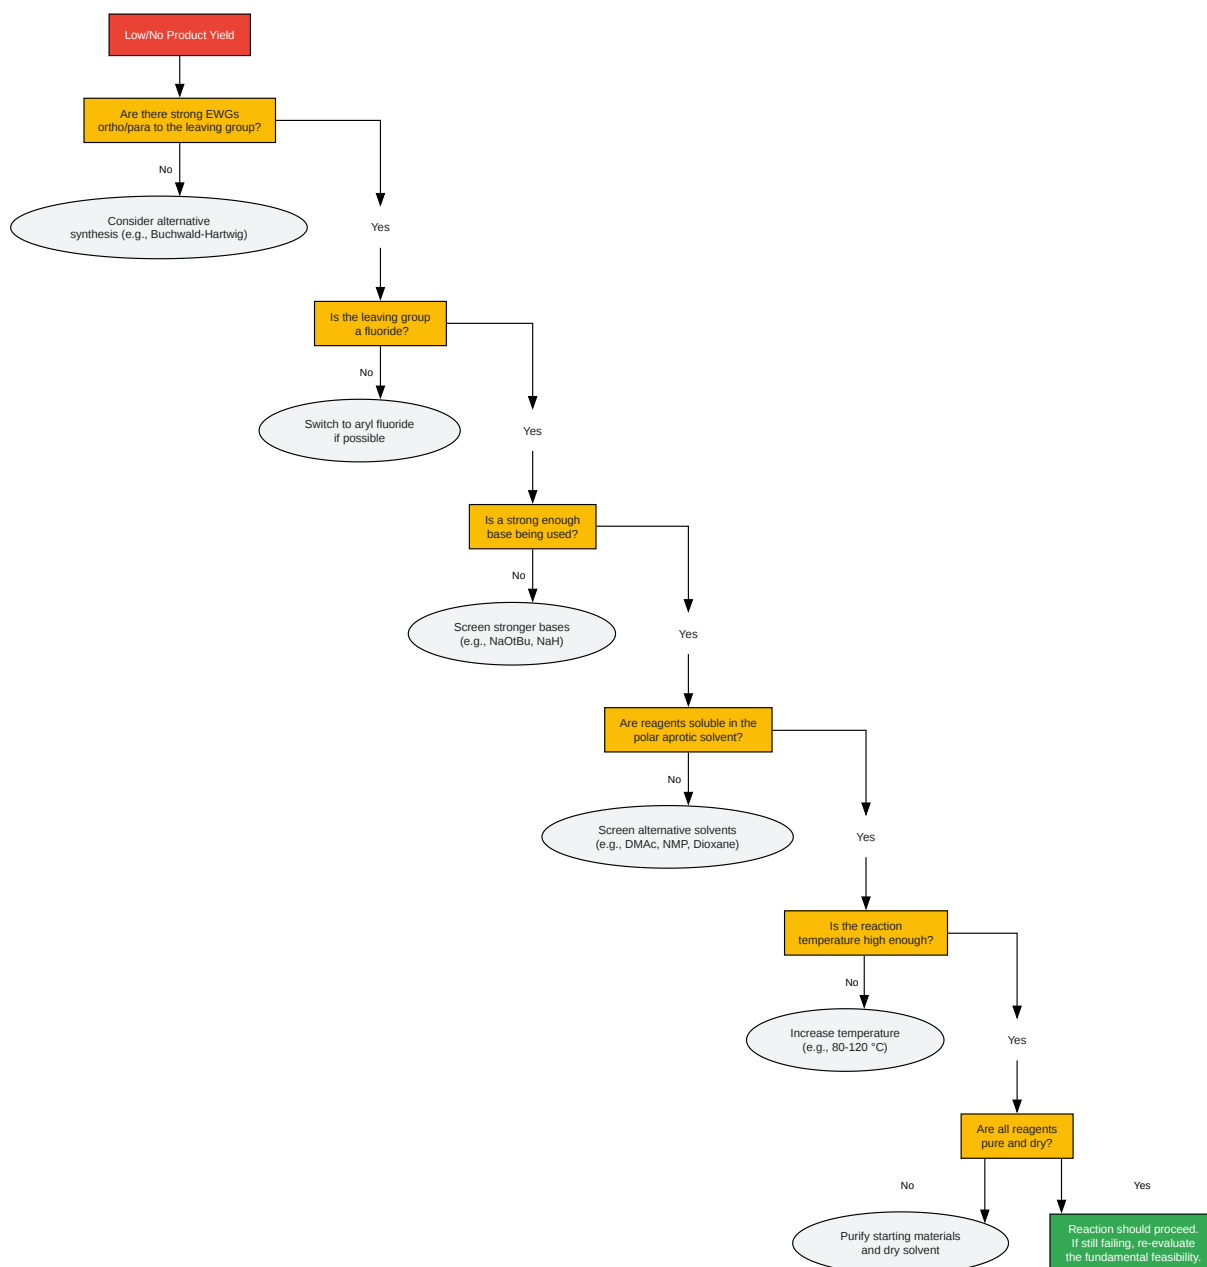 Low/No Product Yield
Are there strong EWGs
ortho/para to the leaving group?
No
Consider alternative
synthesis (e.g., Buchwald-Hartwig)
Yes
Is the leaving group
a fluoride?
No
Switch to aryl fluoride
if possible
Yes
Is a strong enough
base being used?
No
Screen stronger bases
(e.g., NaOtBu, NaH)
Yes
Are reagents soluble in the
polar aprotic solvent?
No
Screen alternative solvents
(e.g., DMAc, NMP, Dioxane)
Yes
Is the reaction
temperature high enough?
No
Increase temperature
(e.g., 80-120 °C)
Yes
Are all reagents
pure and dry?
No
Yes
Purify starting materials
and dry solvent
Reaction should proceed.
If still failing, re-evaluate
the fundamental feasibility.